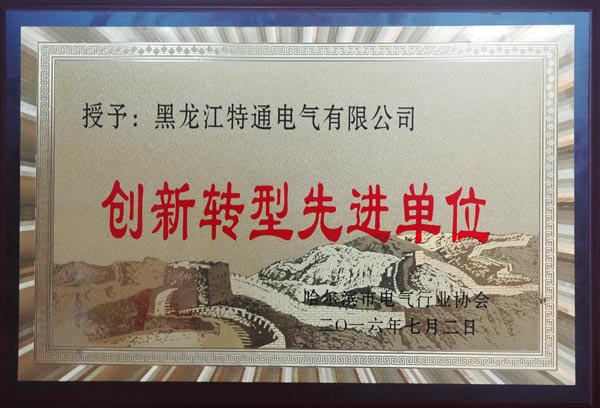 授予：黑龙江特通电气有限公司
创新转型先进单位
哈尔滨市电气行业协会
二〇一六年七月二日